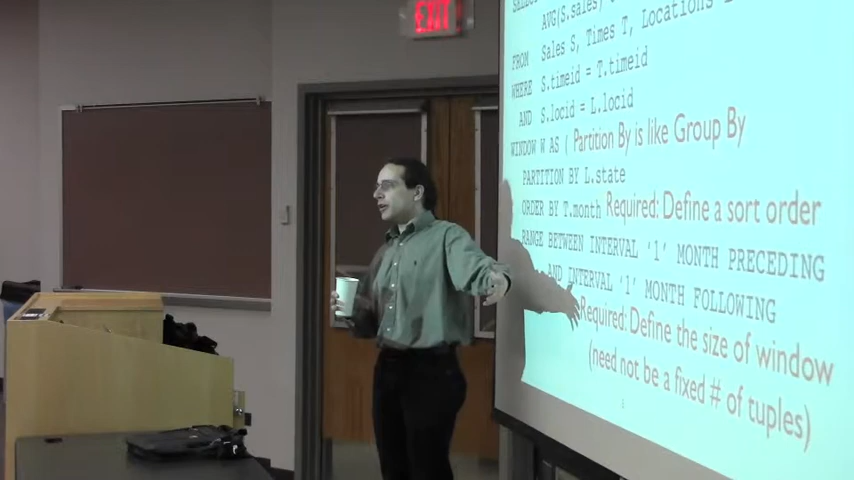 EXIT
AVG(S.sales)
FROM Sales S, Times T, Locations
WHERE S.timeid = T.timeid
AND S.locid = L.locid
WINDOW W AS ( Partition By is like Group By
PARTITION BY L.state
ORDER BY T.month Required: Define a sort order
RANGE BETWEEN INTERVAL '1' MONTH PRECEDING
AND INTERVAL '1' MONTH FOLLOWING
Required: Define the size of window
(need not be a fixed # of tuples)